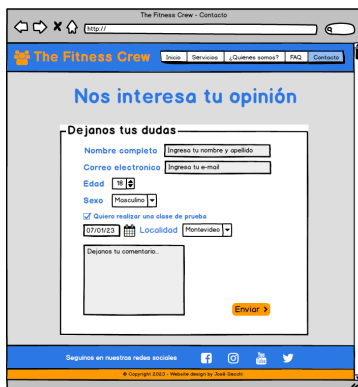 The Fitness Crew - Contacto
http://
The Fitness Crew
Inicio Servicios ¿Quienes somos? FAQ Contacto
Nos interesa tu opinión
Dejanos tus dudas
Nombre completo Ingresa tu nombre y apellido
Correo electronico Ingresa tu e-mail
Edad 18
Sexo Masculino
Quiero realizar una clase de prueba
07/01/23 Localidad Montevideo
Dejanos tu comentario...
Enviar >
Seguinos en nuestras redes sociales
© Copyright 2023 - Website design by José Secchi